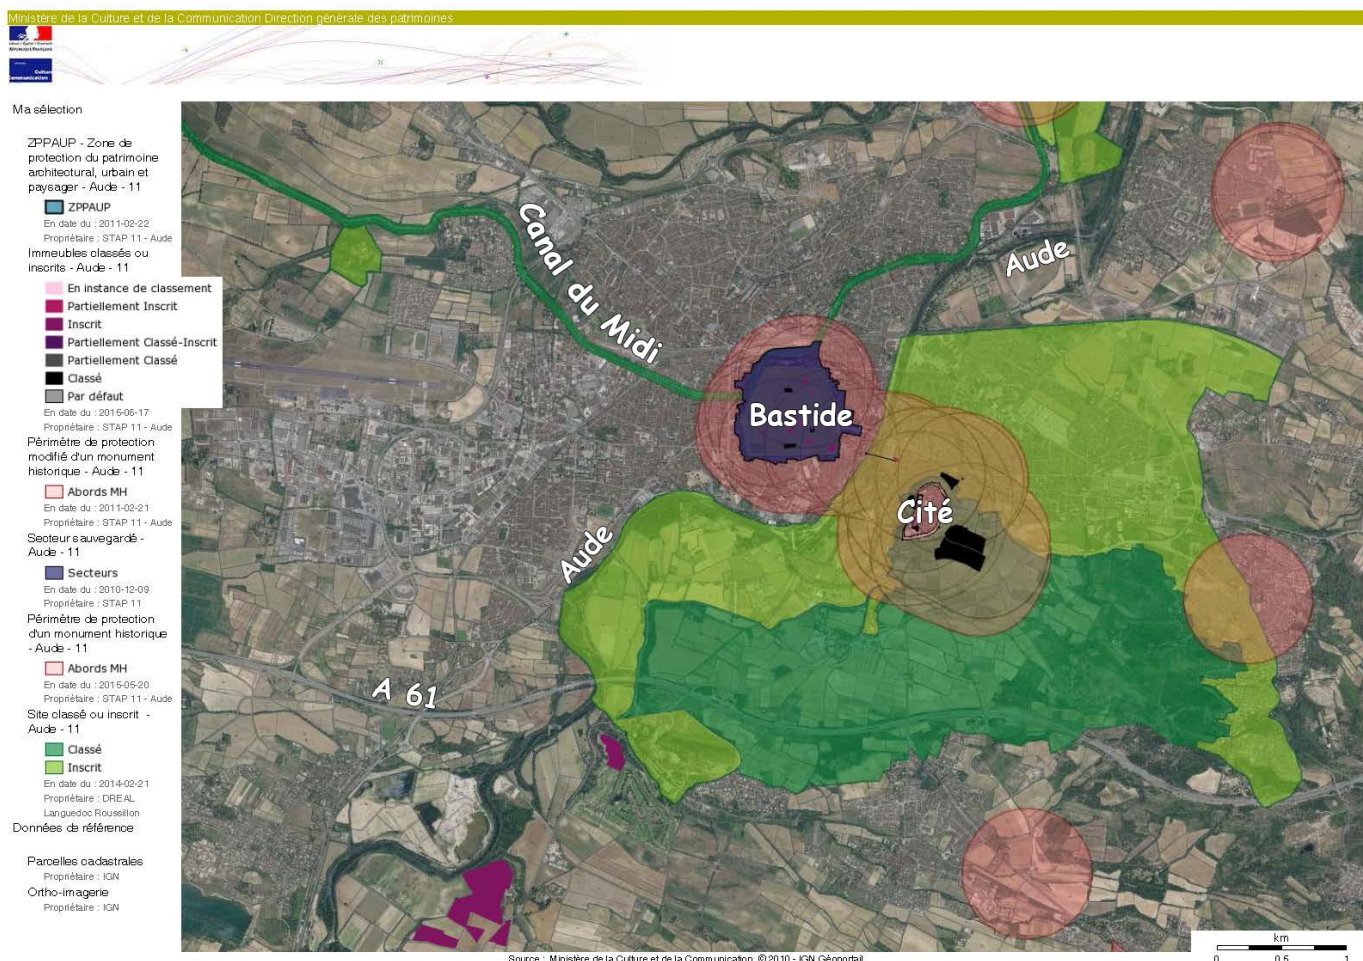 Ministère de la Culture et de la Communication Direction générale des patrimoines
Liberté • Égalité • Fraternité
RÉPUBLIQUE FRANÇAISE
Culture
Communication
Ma sélection
ZPPAUP - Zone de
protection du patrimoine
architectural, urbain et
paysager - Aude - 11
ZPPAUP
En date du : 2011-02-22
Propriétaire : STAP 11 - Aude
Immeubles classés ou
inscrits - Aude - 11
En instance de classement
Partiellement Inscrit
Inscrit
Partiellement Classé-Inscrit
Partiellement Classé
Classé
Par défaut
En date du : 2015-06-17
Propriétaire : STAP 11 - Aude
Périmètre de protection
modifié d'un monument
historique - Aude - 11
Abords MH
En date du : 2011-02-21
Propriétaire : STAP 11 - Aude
Secteur sauvegardé -
Aude - 11
Secteurs
En date du : 2010-12-09
Propriétaire : STAP 11
Périmètre de protection
d'un monument historique
- Aude - 11
Abords MH
En date du : 2015-05-20
Propriétaire : STAP 11 - Aude
Site classé ou inscrit -
Aude - 11
Classé
Inscrit
En date du : 2014-02-21
Propriétaire : DREAL
Languedoc Roussillon
Données de référence
Parcelles cadastrales
Propriétaire : IGN
Ortho-imagerie
Propriétaire : IGN
Canal du Midi
Aude
Bastide
Cité
Aude
A 61
km
0 0.5 1
Source : Ministère de la Culture et de la Communication, © 2010 - IGN Géoportail